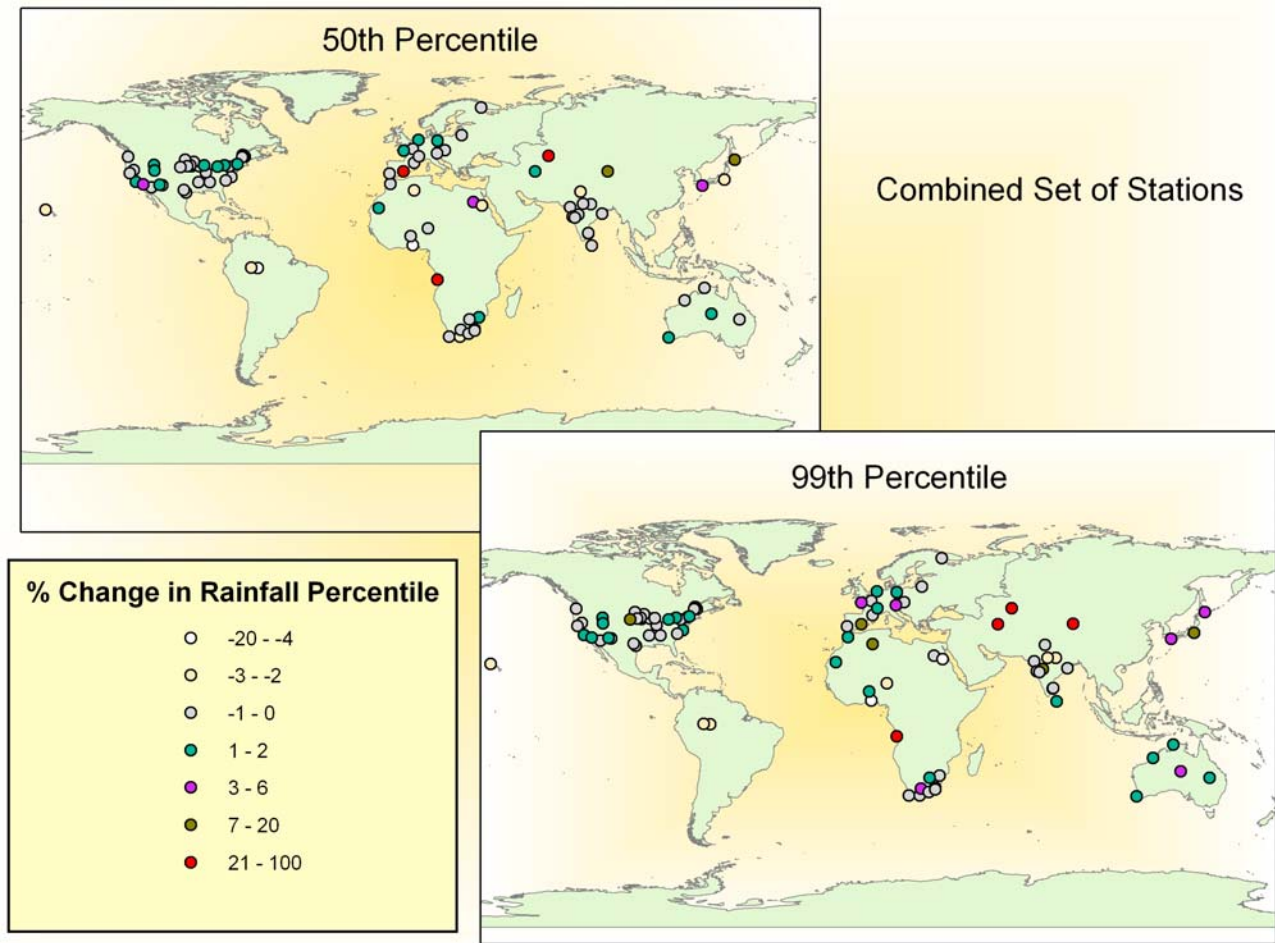 50th Percentile
Combined Set of Stations
99th Percentile
% Change in Rainfall Percentile
-20 - -4
-3 - -2
-1 - 0
1 - 2
3 - 6
7 - 20
21 - 100